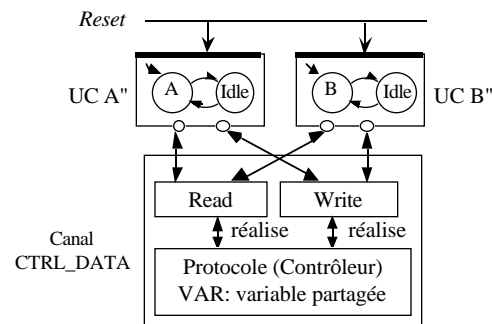 Reset
UC A"
A
Idle
B
Idle
UC B"
Read
Write
réalise
réalise
Canal
CTRL_DATA
Protocole (Contrôleur)
VAR: variable partagée